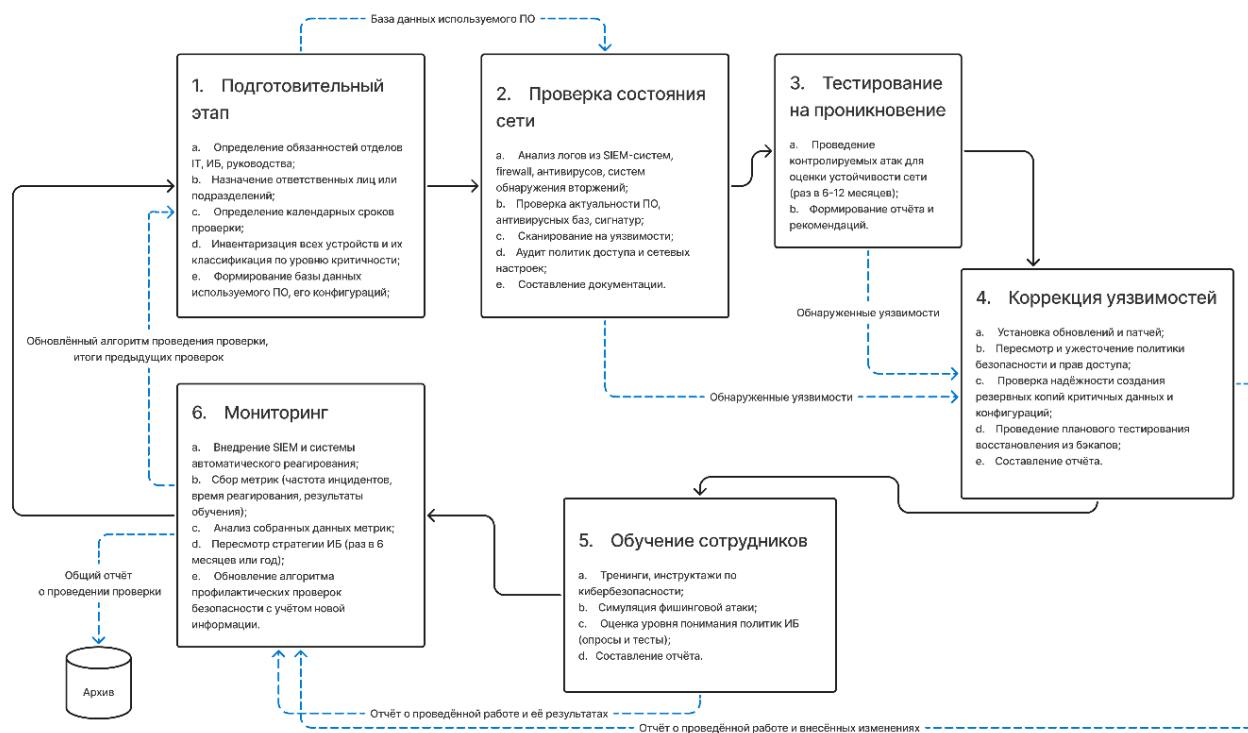 База данных используемого ПО
1. Подготовительный
этап
a. Определение обязанностей отделов
IT, ИБ, руководства;
b. Назначение ответственных лиц или
подразделений;
c. Определение календарных сроков
проверки;
d. Инвентаризация всех устройств и их
классификация по уровню критичности;
e. Формирование базы данных
используемого ПО, его конфигураций;
2. Проверка состояния
сети
a. Анализ логов из SIEM-систем,
firewall, антивирусов, систем
обнаружения вторжений;
b. Проверка актуальности ПО,
антивирусных баз, сигнатур;
c. Сканирование на уязвимости;
d. Аудит политик доступа и сетевых
настроек;
e. Составление документации.
3. Тестирование
на проникновение
a. Проведение
контролируемых атак для
оценки устойчивости сети
(раз в 6-12 месяцев);
b. Формирование отчёта и
рекомендаций.
Обнаруженные уязвимости
4. Коррекция уязвимостей
a. Установка обновлений и патчей;
b. Пересмотр и ужесточение политики
безопасности и прав доступа;
c. Проверка надёжности создания
резервных копий критичных данных и
конфигураций;
d. Проведение планового тестирования
восстановления из бэкапов;
e. Составление отчёта.
Обнаруженные уязвимости
Обновлённый алгоритм проведения проверки,
итоги предыдущих проверок
6. Мониторинг
a. Внедрение SIEM и системы
автоматического реагирования;
b. Сбор метрик (частота инцидентов,
время реагирования, результаты
обучения);
c. Анализ собранных данных метрик;
d. Пересмотр стратегии ИБ (раз в 6
месяцев или год);
e. Обновление алгоритма
профилактических проверок
безопасности с учётом новой
информации.
5. Обучение сотрудников
a. Тренинги, инструктажи по
кибербезопасности;
b. Симуляция фишинговой атаки;
c. Оценка уровня понимания политик ИБ
(опросы и тесты);
d. Составление отчёта.
Общий отчёт
о проведении проверки
Архив
Отчёт о проведённой работе и её результатах
Отчёт о проведённой работе и внесённых изменениях